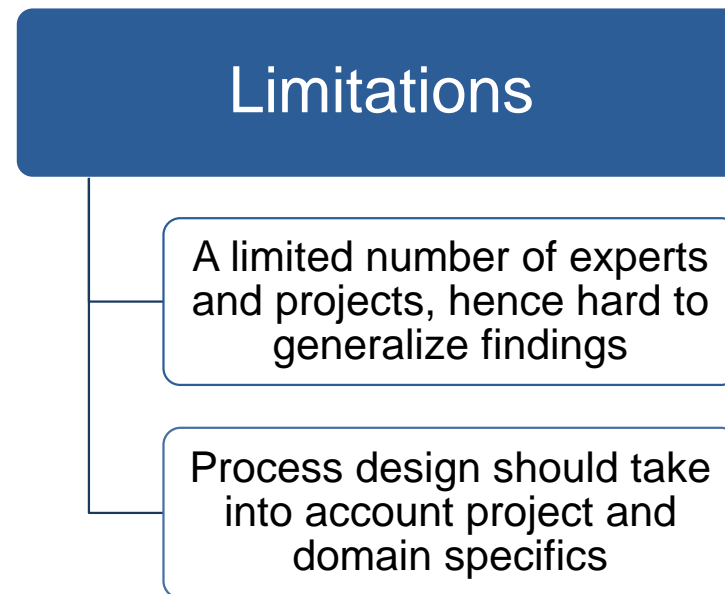 Limitations
A limited number of experts
and projects, hence hard to
generalize findings
Process design should take
into account project and
domain specifics